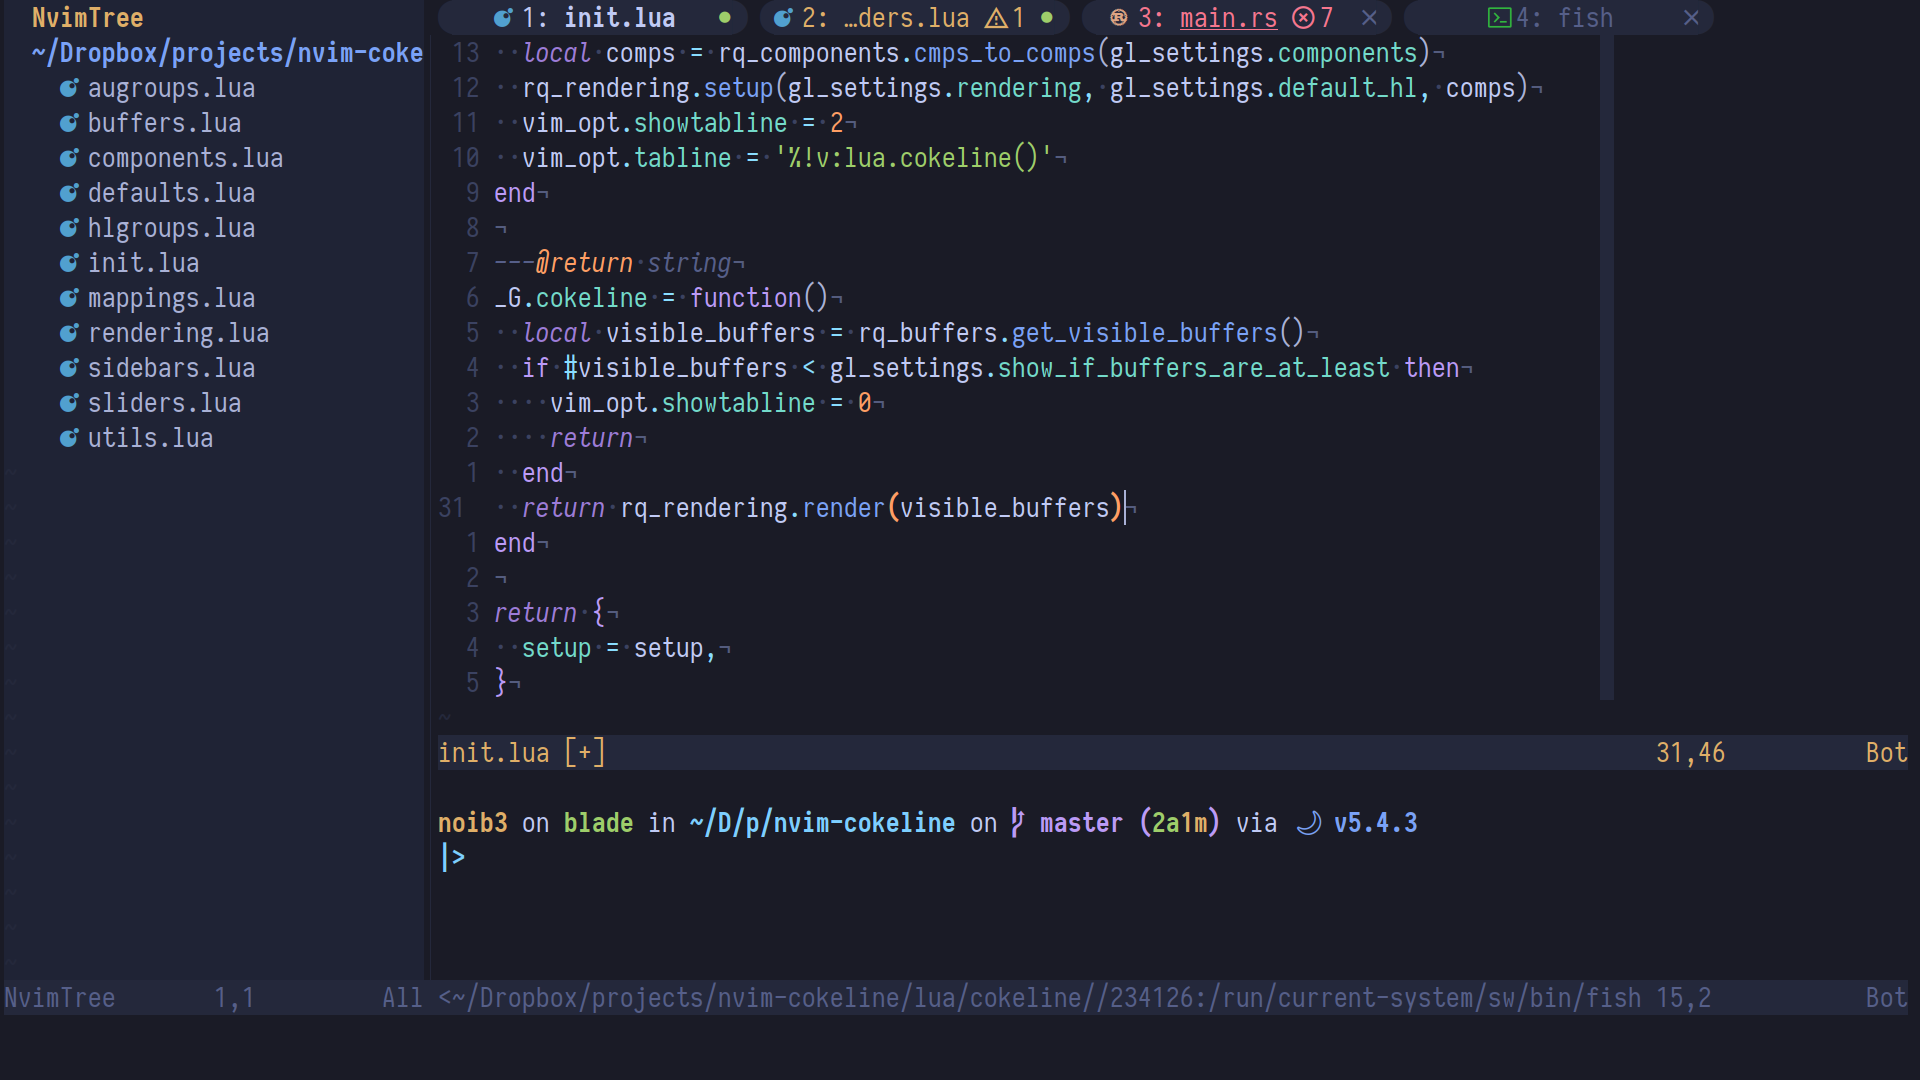 NvimTree
~/Dropbox/projects/nvim-coke
augroups.lua
buffers.lua
components.lua
defaults.lua
hlgroups.lua
init.lua
mappings.lua
rendering.lua
sidebars.lua
sliders.lua
utils.lua
1: init.lua ● 2: …ders.lua ⚠1 ● 3: main.rs ⓧ7 × 4: fish ×
13 ··local·comps·=·rq_components.cmps_to_comps(gl_settings.components)¬
12 ··rq_rendering.setup(gl_settings.rendering,·gl_settings.default_hl,·comps)¬
11 ··vim_opt.showtabline·=·2¬
10 ··vim_opt.tabline·=·'%!v:lua.cokeline()'¬
9 end¬
8 ¬
7 ---@return·string¬
6 _G.cokeline·=·function()¬
5 ··local·visible_buffers·=·rq_buffers.get_visible_buffers()¬
4 ··if·#visible_buffers·<·gl_settings.show_if_buffers_are_at_least·then¬
3 ····vim_opt.showtabline·=·0¬
2 ····return¬
1 ··end¬
31 ··return·rq_rendering.render(visible_buffers)¬
1 end¬
2 ¬
3 return·{¬
4 ··setup·=·setup,¬
5 }¬
~
init.lua [+] 31,46 Bot
noib3 on blade in ~/D/p/nvim-cokeline on master (2a1m) via v5.4.3
|>
NvimTree 1,1 All <~/Dropbox/projects/nvim-cokeline/lua/cokeline//234126:/run/current-system/sw/bin/fish 15,2 Bot